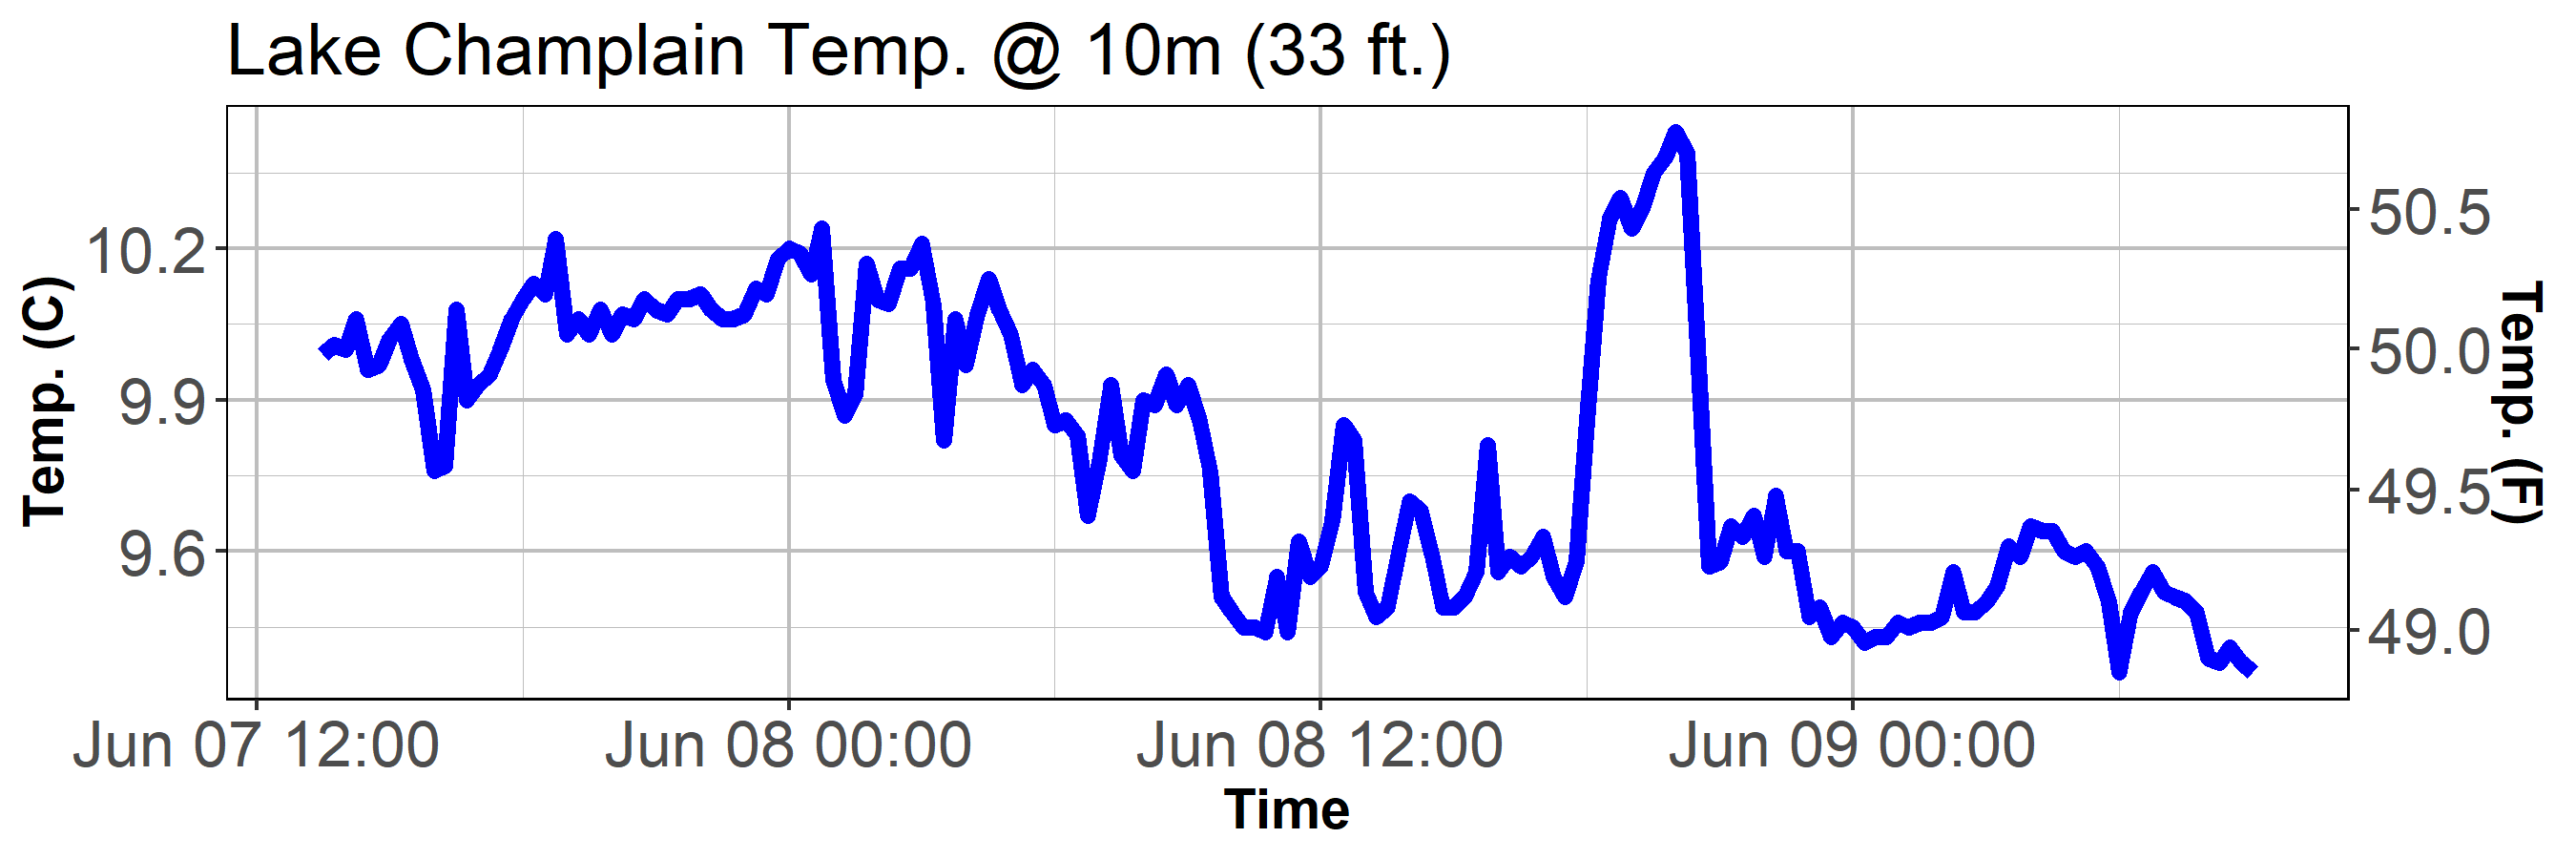 Lake Champlain Temp. @ 10m (33 ft.)
Temp. (C)
10.2
9.9
9.6
50.5
50.0
49.5
49.0
Temp. (F)
Jun 07 12:00
Jun 08 00:00
Jun 08 12:00
Jun 09 00:00
Time